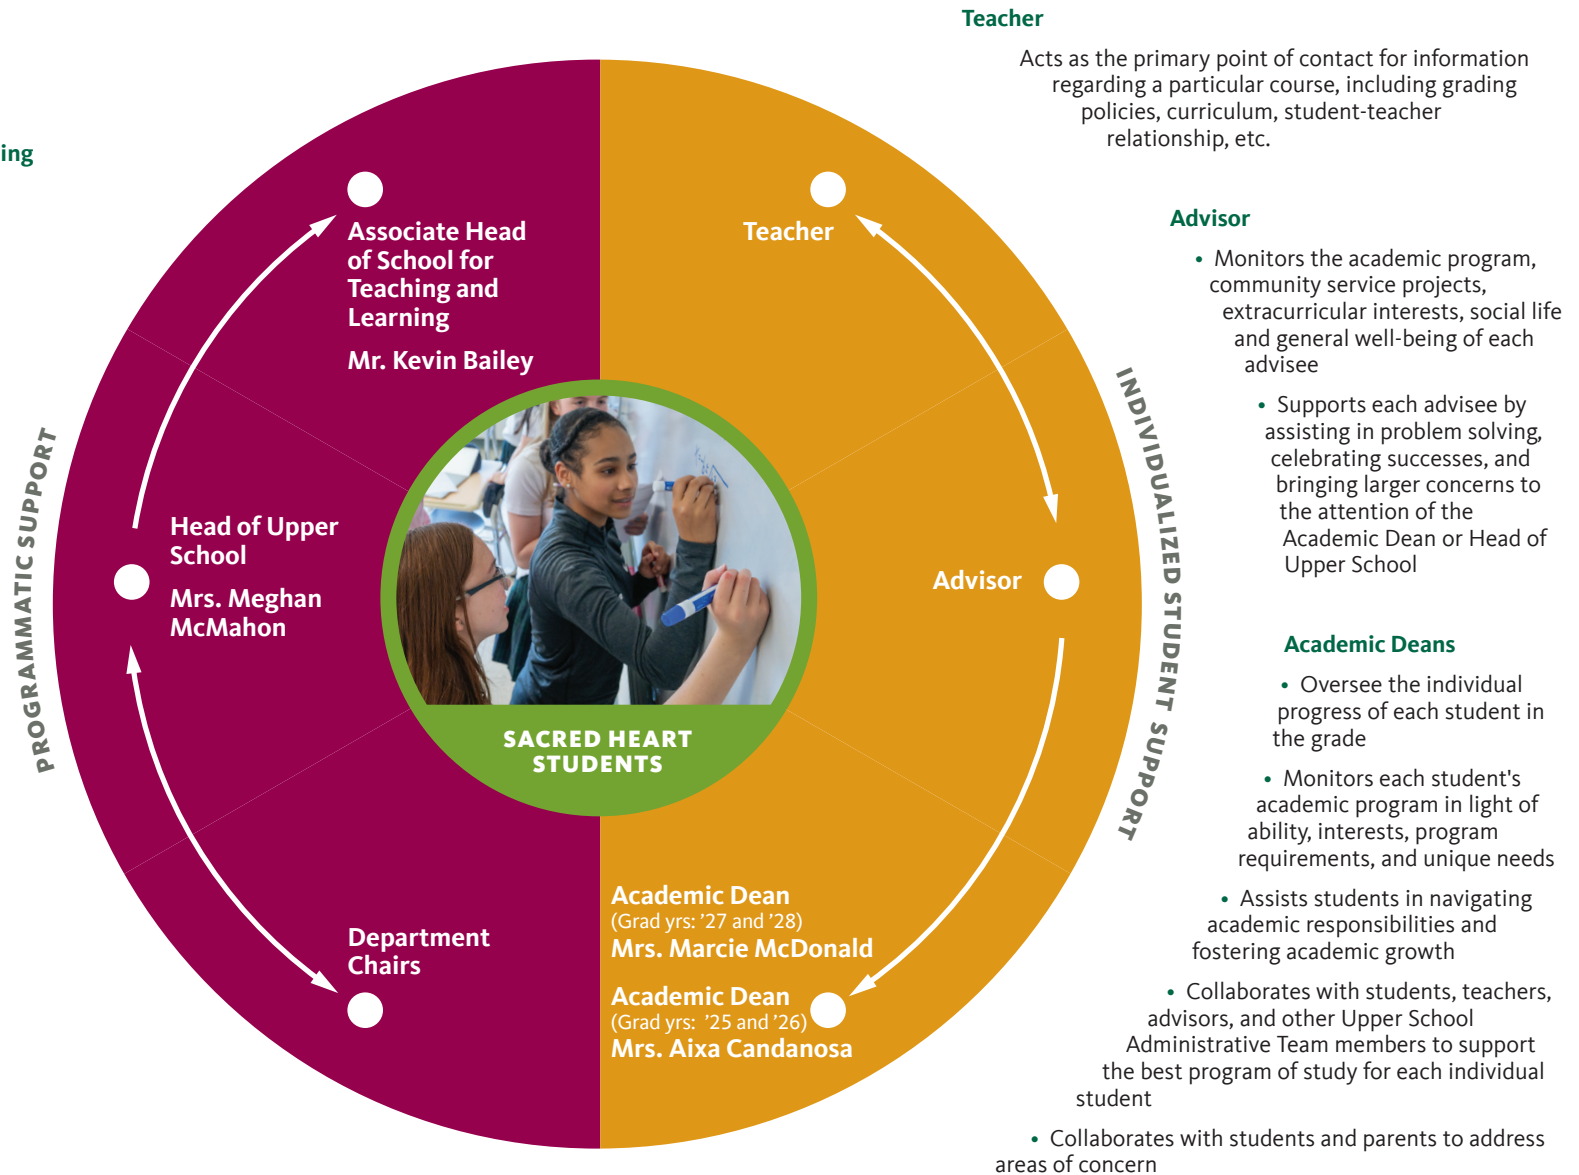 Teacher
Acts as the primary point of contact for information
regarding a particular course, including grading
policies, curriculum, student-teacher
relationship, etc.
ing
Associate Head
of School for
Teaching and
Learning
Mr. Kevin Bailey
Teacher
Advisor
• Monitors the academic program,
community service projects,
extracurricular interests, social life
and general well-being of each
advisee
• Supports each advisee by
assisting in problem solving,
celebrating successes, and
bringing larger concerns to
the attention of the
Academic Dean or Head of
Upper School
PROGRAMMATIC SUPPORT
INDIVIDUALIZED STUDENT SUPPORT
Head of Upper
School
Mrs. Meghan
McMahon
Advisor
SACRED HEART
STUDENTS
Academic Deans
• Oversee the individual
progress of each student in
the grade
• Monitors each student's
academic program in light of
ability, interests, program
requirements, and unique needs
• Assists students in navigating
academic responsibilities and
fostering academic growth
• Collaborates with students, teachers,
advisors, and other Upper School
Administrative Team members to support
the best program of study for each individual
student
• Collaborates with students and parents to address
areas of concern
Department
Chairs
Academic Dean
(Grad yrs: ’27 and ’28)
Mrs. Marcie McDonald
Academic Dean
(Grad yrs: ’25 and ’26)
Mrs. Aixa Candanosa